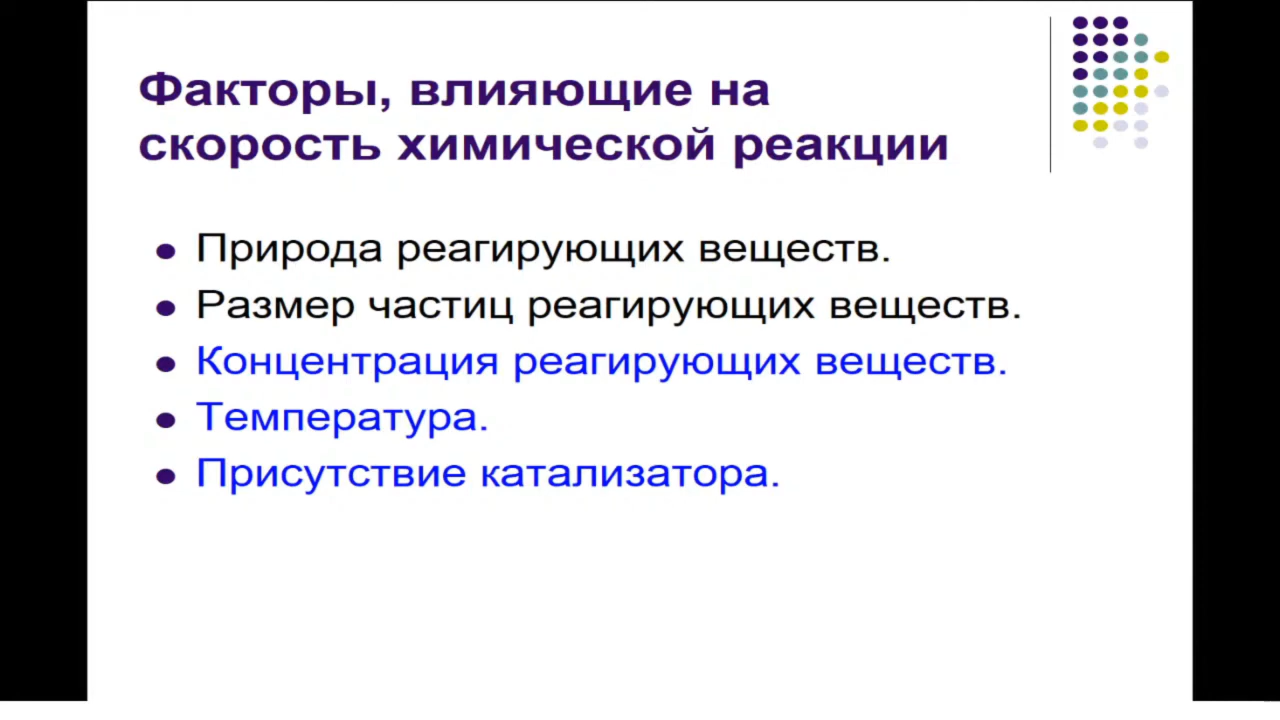 Факторы, влияющие на
скорость химической реакции
Природа реагирующих веществ.
Размер частиц реагирующих веществ.
Концентрация реагирующих веществ.
Температура.
Присутствие катализатора.